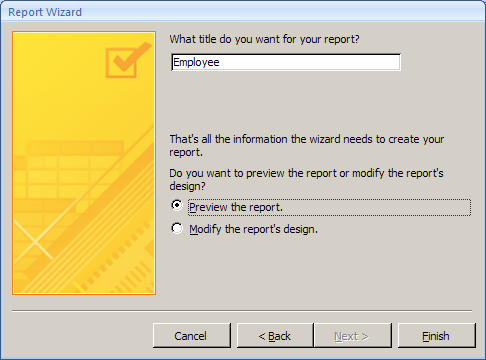 Report Wizard
What title do you want for your report?
Employee
That's all the information the wizard needs to create your
report.
Do you want to preview the report or modify the report's
design?
Preview the report.
Modify the report's design.
Cancel
< Back
Next >
Finish